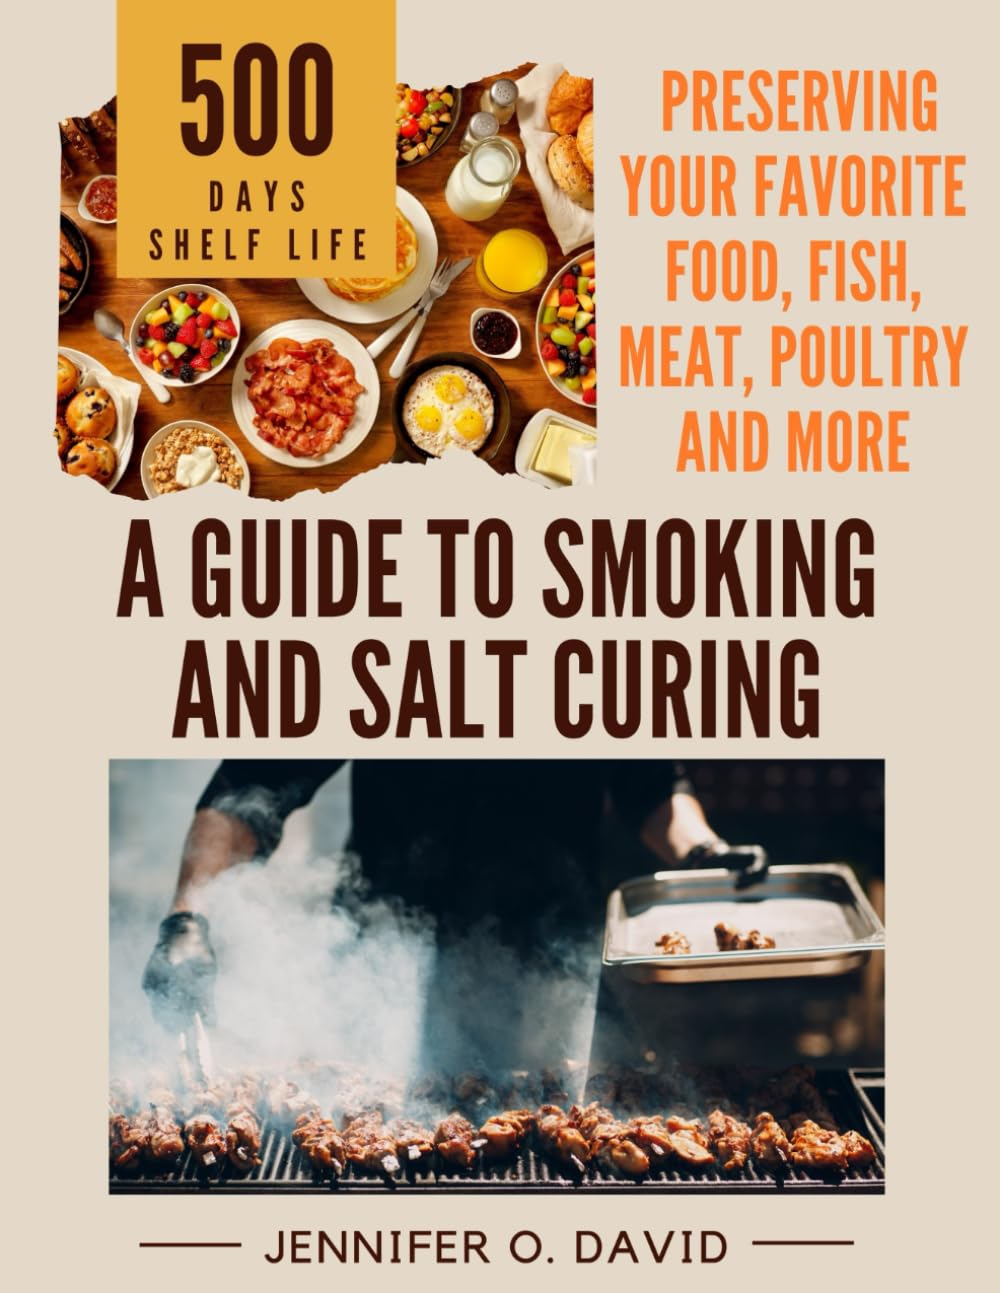 500
DAYS
SHELF LIFE
PRESERVING
YOUR FAVORITE
FOOD, FISH,
MEAT, POULTRY
AND MORE
A GUIDE TO SMOKING
AND SALT CURING
JENNIFER O. DAVID